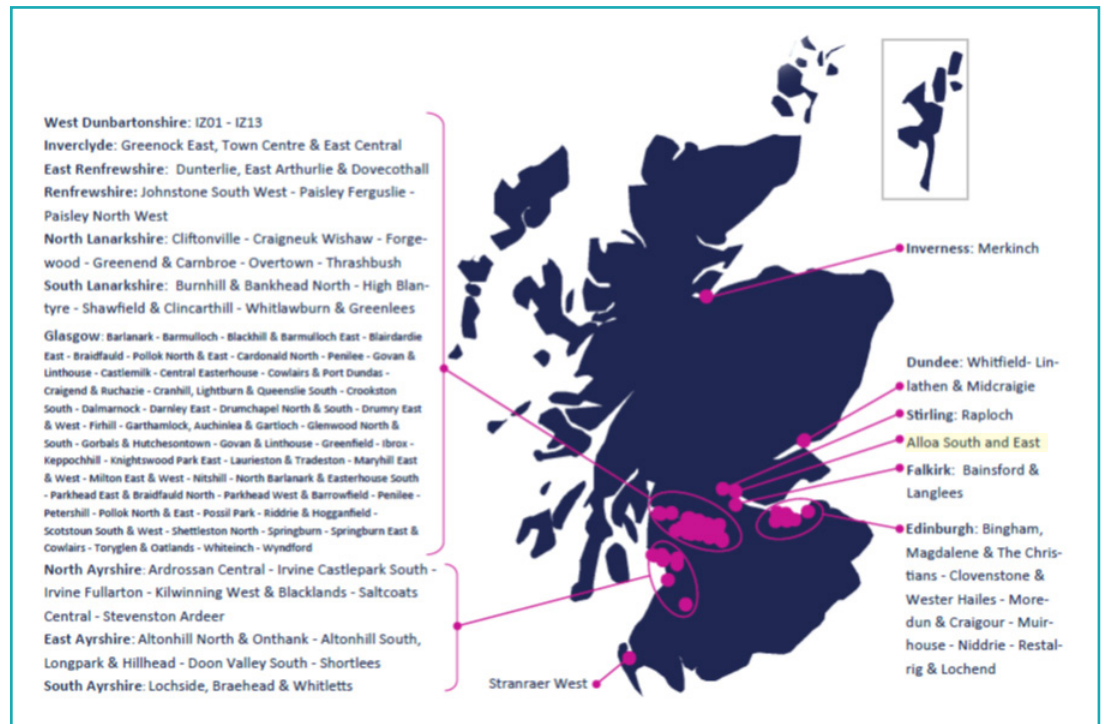 West Dunbartonshire: IZ01 - IZ13
Inverclyde: Greenock East, Town Centre & East Central
East Renfrewshire: Dunterlie, East Arthurlie & Dovecothall
Renfrewshire: Johnstone South West - Paisley Ferguslie -
Paisley North West
North Lanarkshire: Cliftonville - Craigneuk Wishaw - Forge-
wood - Greenend & Carnbroe - Overtown - Thrashbush
South Lanarkshire: Burnhill & Bankhead North - High Blan-
tyre - Shawfield & Clincarthill - Whitlawburn & Greenlees
Glasgow: Barlanark - Barmulloch - Blackhill & Barmulloch East - Blairdardie
East - Braidfauld - Pollok North & East - Cardonald North - Penilee - Govan &
Linthouse - Castlemilk - Central Easterhouse - Cowlairs & Port Dundas -
Craigend & Ruchazie - Cranhill, Lightburn & Queenslie South - Crookston
South - Dalmarnock - Darnley East - Drumchapel North & South - Drumry East
& West - Firhill - Garthamlock, Auchinlea & Gartloch - Glenwood North &
South - Gorbals & Hutchesontown - Govan & Linthouse - Greenfield - Ibrox -
Keppochhill - Knightswood Park East - Laurieston & Tradeston - Maryhill East
& West - Milton East & West - Nitshill - North Barlanark & Easterhouse South
- Parkhead East & Braidfauld North - Parkhead West & Barrowfield - Penilee -
Petershill - Pollok North & East - Possil Park - Riddrie & Hogganfield -
Scotstoun South & West - Shettleston North - Springburn - Springburn East &
Cowlairs - Toryglen & Oatlands - Whiteinch - Wyndford
North Ayrshire: Ardrossan Central - Irvine Castlepark South -
Irvine Fullarton - Kilwinning West & Blacklands - Saltcoats
Central - Stevenston Ardeer
East Ayrshire: Altonhill North & Onthank - Altonhill South,
Longpark & Hillhead - Doon Valley South - Shortlees
South Ayrshire: Lochside, Braehead & Whitletts
Stranraer West
Inverness: Merkinch
Dundee: Whitfield- Lin-
lathen & Midcraigie
Stirling: Raploch
Alloa South and East
Falkirk: Bainsford &
Langlees
Edinburgh: Bingham,
Magdalene & The Chris-
tians - Clovenstone &
Wester Hailes - More-
dun & Craigour - Muir-
house - Niddrie - Restal-
rig & Lochend